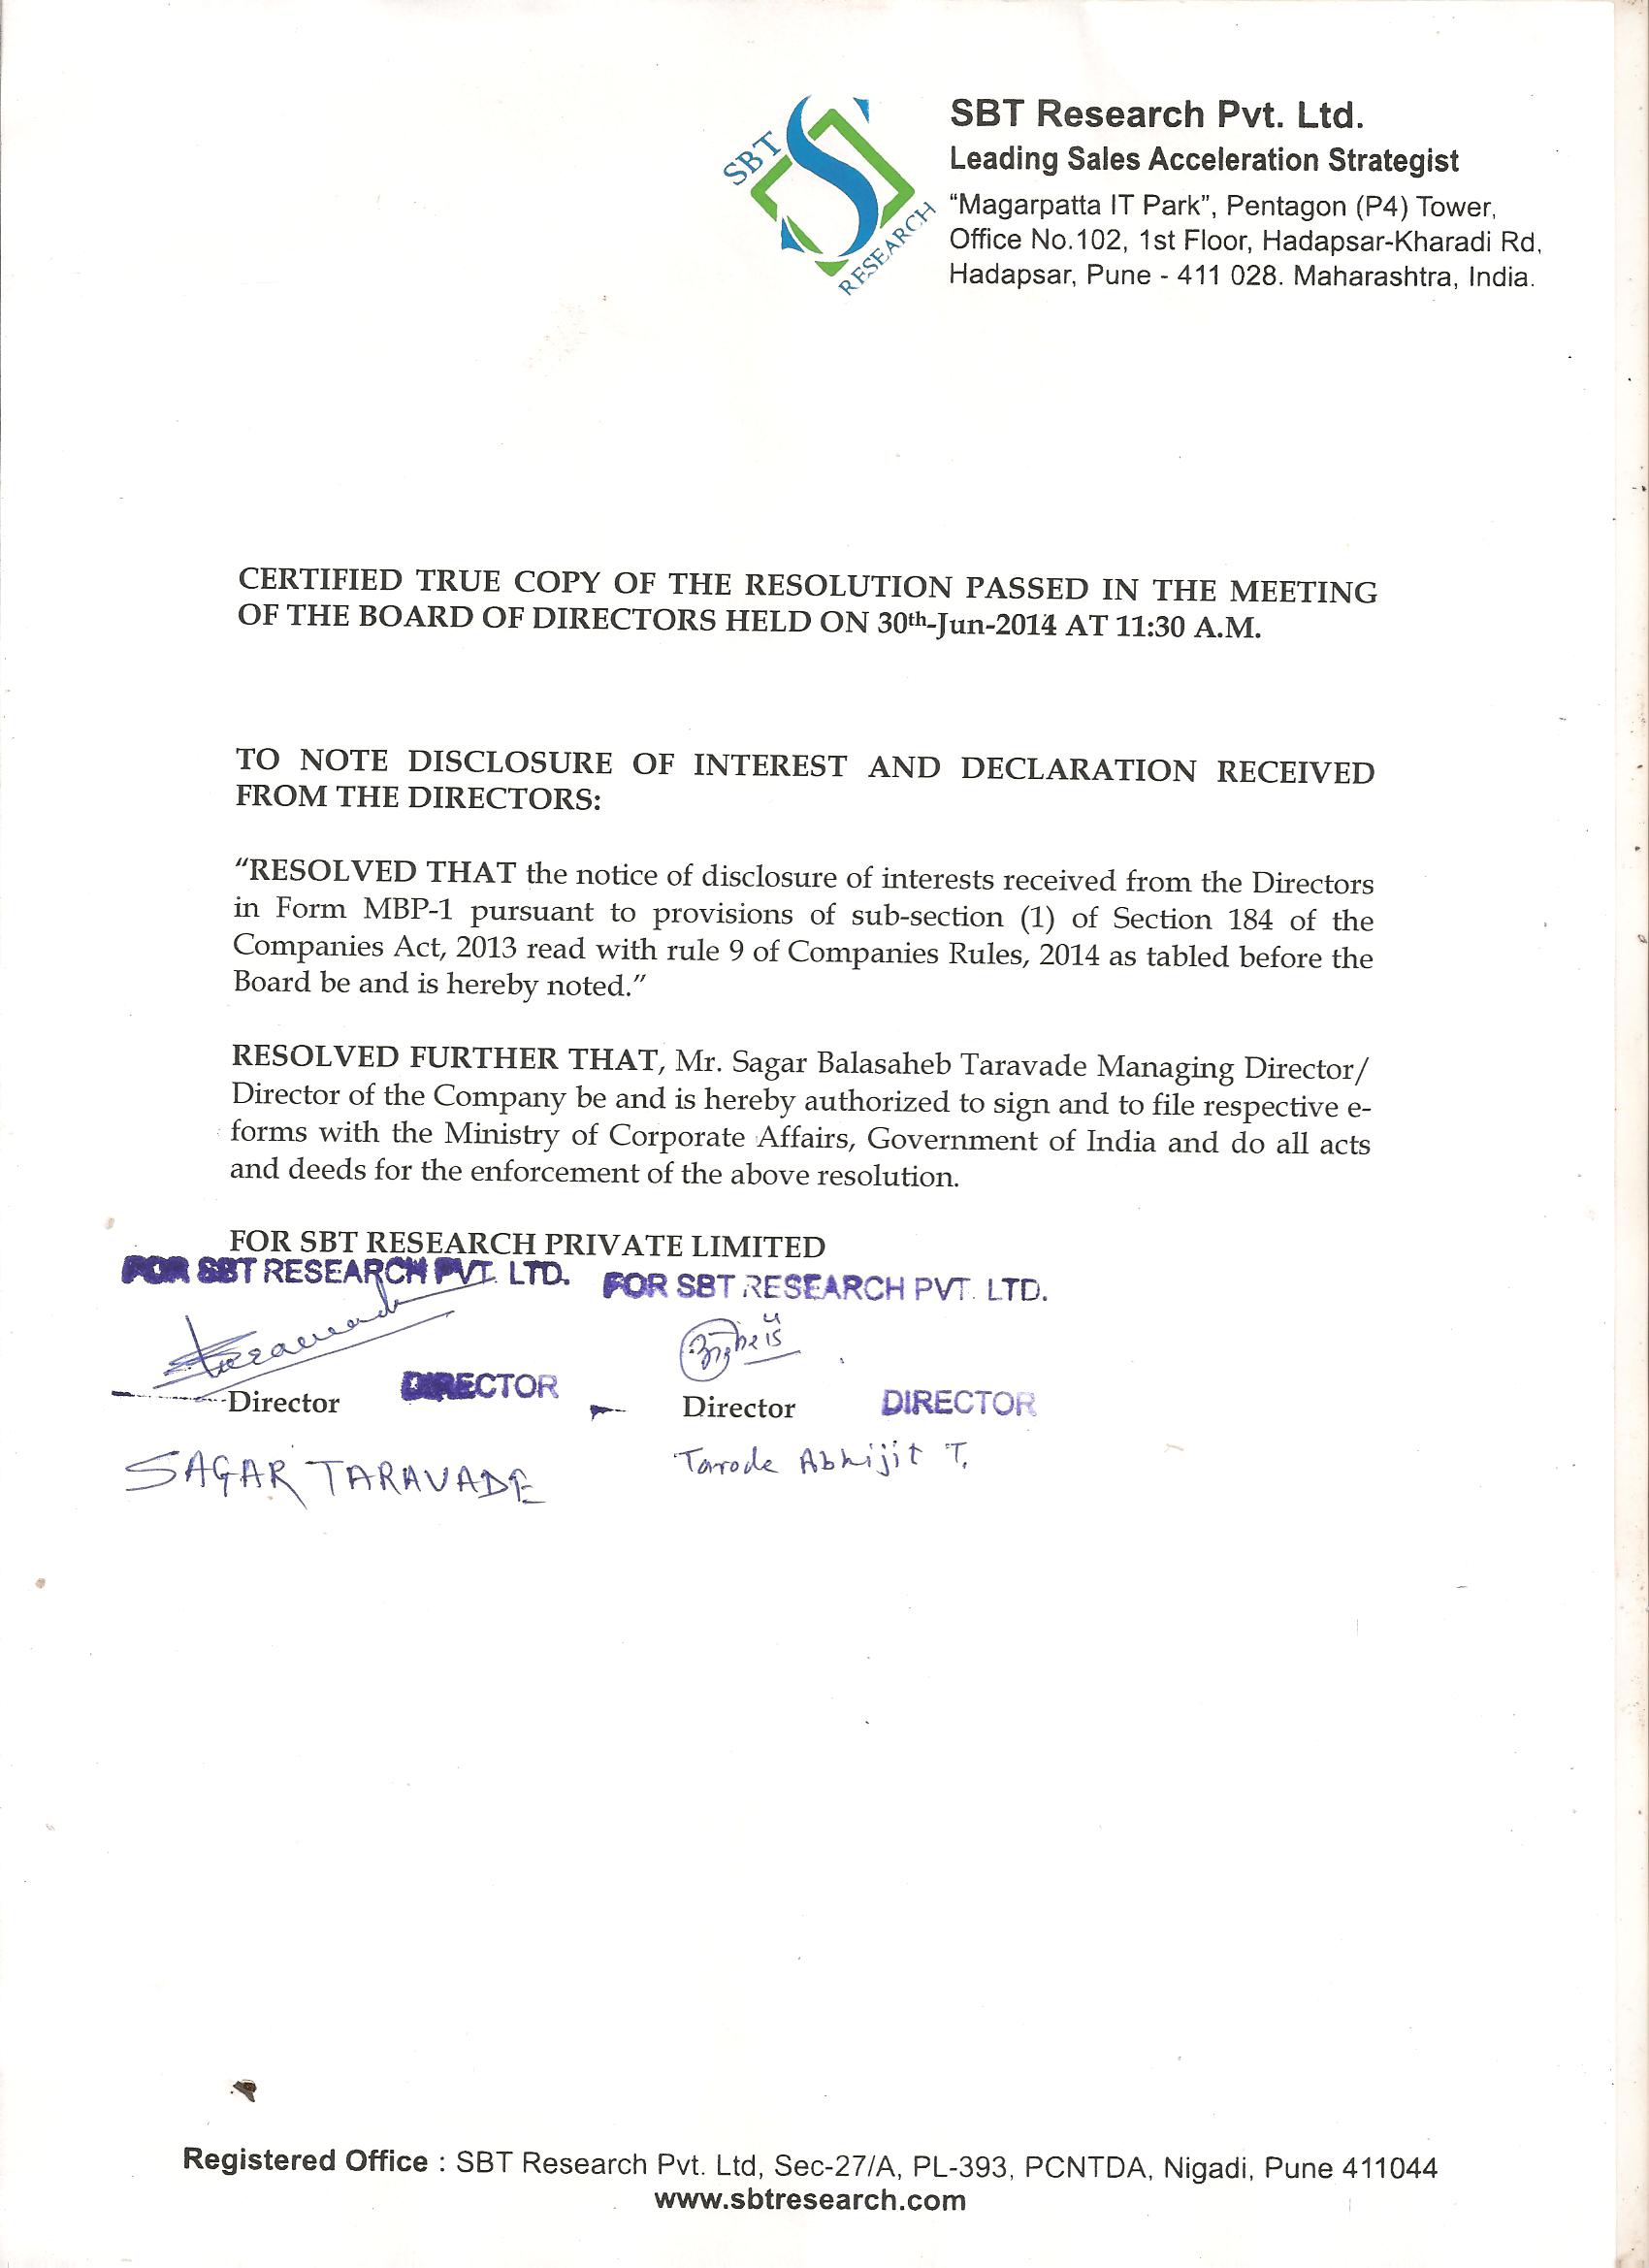 SBT
RESEARCH
SBT Research Pvt. Ltd.
Leading Sales Acceleration Strategist
“Magarpatta IT Park”, Pentagon (P4) Tower,
Office No.102, 1st Floor, Hadapsar-Kharadi Rd,
Hadapsar, Pune - 411 028. Maharashtra, India.
CERTIFIED TRUE COPY OF THE RESOLUTION PASSED IN THE MEETING
OF THE BOARD OF DIRECTORS HELD ON 30th-Jun-2014 AT 11:30 A.M.
TO NOTE DISCLOSURE OF INTEREST AND DECLARATION RECEIVED
FROM THE DIRECTORS:
“RESOLVED THAT the notice of disclosure of interests received from the Directors
in Form MBP-1 pursuant to provisions of sub-section (1) of Section 184 of the
Companies Act, 2013 read with rule 9 of Companies Rules, 2014 as tabled before the
Board be and is hereby noted.”
RESOLVED FURTHER THAT, Mr. Sagar Balasaheb Taravade Managing Director/
Director of the Company be and is hereby authorized to sign and to file respective e-
forms with the Ministry of Corporate Affairs, Government of India and do all acts
and deeds for the enforcement of the above resolution.
FOR SBT RESEARCH PRIVATE LIMITED
FOR SBT RESEARCH PVT. LTD. FOR SBT RESEARCH PVT. LTD.
Director DIRECTOR Director DIRECTOR
SAGAR TARAVADE Tarode Abhijit T.
Registered Office : SBT Research Pvt. Ltd, Sec-27/A, PL-393, PCNTDA, Nigadi, Pune 411044
www.sbtresearch.com